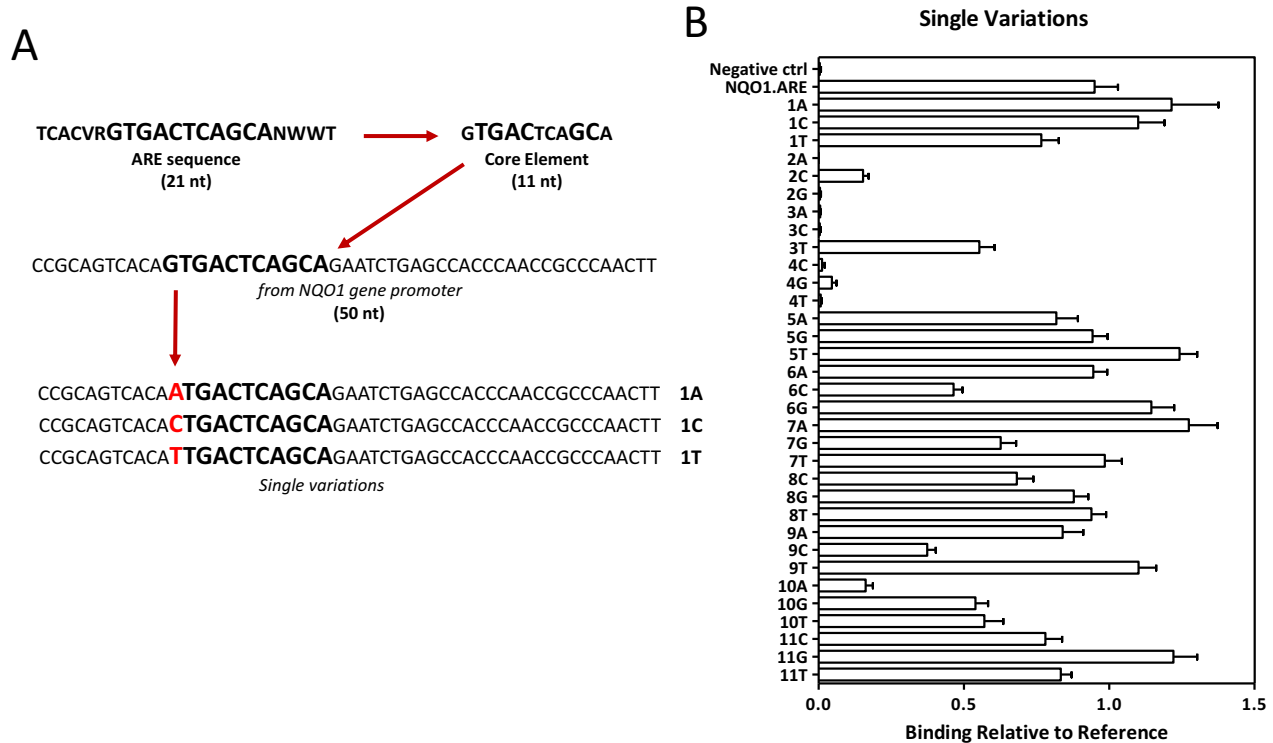 A
TCACVRGTGACTCAGCANWWT
ARE sequence
(21 nt)
GTGACTCAGCA
Core Element
(11 nt)
CCGCAGTCACAGTGACTCAGCAGAATCTGAGCCACCCAACCGCCCAACTT
from NQO1 gene promoter
(50 nt)
CCGCAGTCACAATGACTCAGCAGAATCTGAGCCACCCAACCGCCCAACTT 1A
CCGCAGTCACACTGACTCAGCAGAATCTGAGCCACCCAACCGCCCAACTT 1C
CCGCAGTCACATTGACTCAGCAGAATCTGAGCCACCCAACCGCCCAACTT 1T
Single variations
B
Single Variations
Negative ctrl
NQO1.ARE
1A
1C
1T
2A
2C
2G
3A
3C
3T
4C
4G
4T
5A
5G
5T
6A
6C
6G
7A
7G
7T
8C
8G
8T
9A
9C
9T
10A
10G
10T
11C
11G
11T
0.0 0.5 1.0 1.5
Binding Relative to Reference